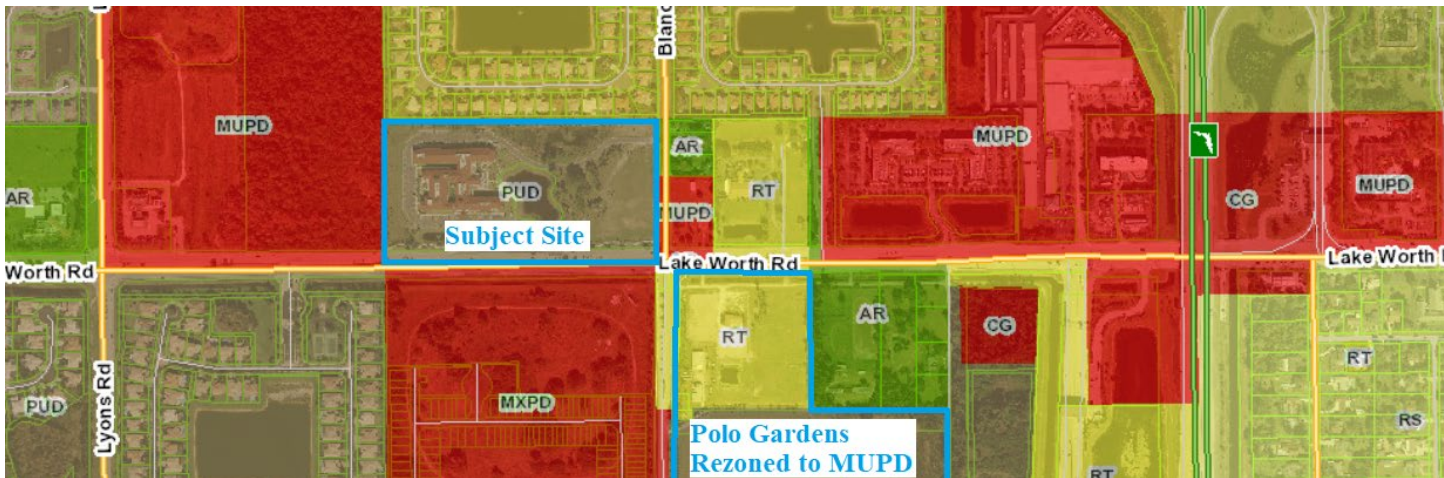 Blanc
MUPD
AR
MUPD
AR
PUD
RT
MUPD
CG
MUPD
Subject Site
Worth Rd
Lake Worth Rd
Lake Worth
Lyons Rd
RT
AR
CG
RT
PUD
MXPD
RS
Polo Gardens
Rezoned to MUPD
RT